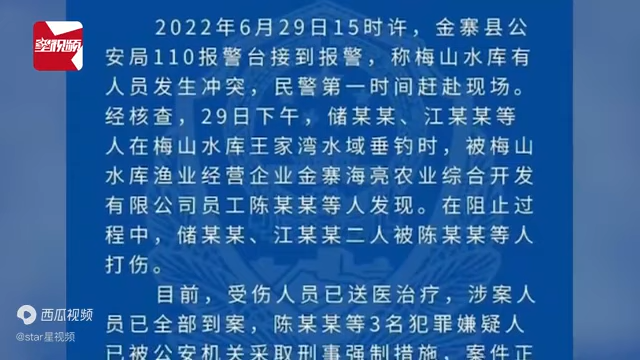 星视频
2022年6月29日15时许，金寨县公
安局110报警台接到报警，称梅山水库有
人员发生冲突，民警第一时间赶赴现场。
经核查，29日下午，储某某、江某某等
人在梅山水库王家湾水域垂钓时，被梅山
水库渔业经营企业金寨海亮农业综合开发
有限公司员工陈某某等人发现。在阻止过
程中，储某某、江某某二人被陈某某等人
打伤。
目前，受伤人员已送医治疗，涉案人
员已全部到案，陈某某等3名犯罪嫌疑人
已被公安机关采取刑事强制措施，案件正
西瓜视频
@star星视频